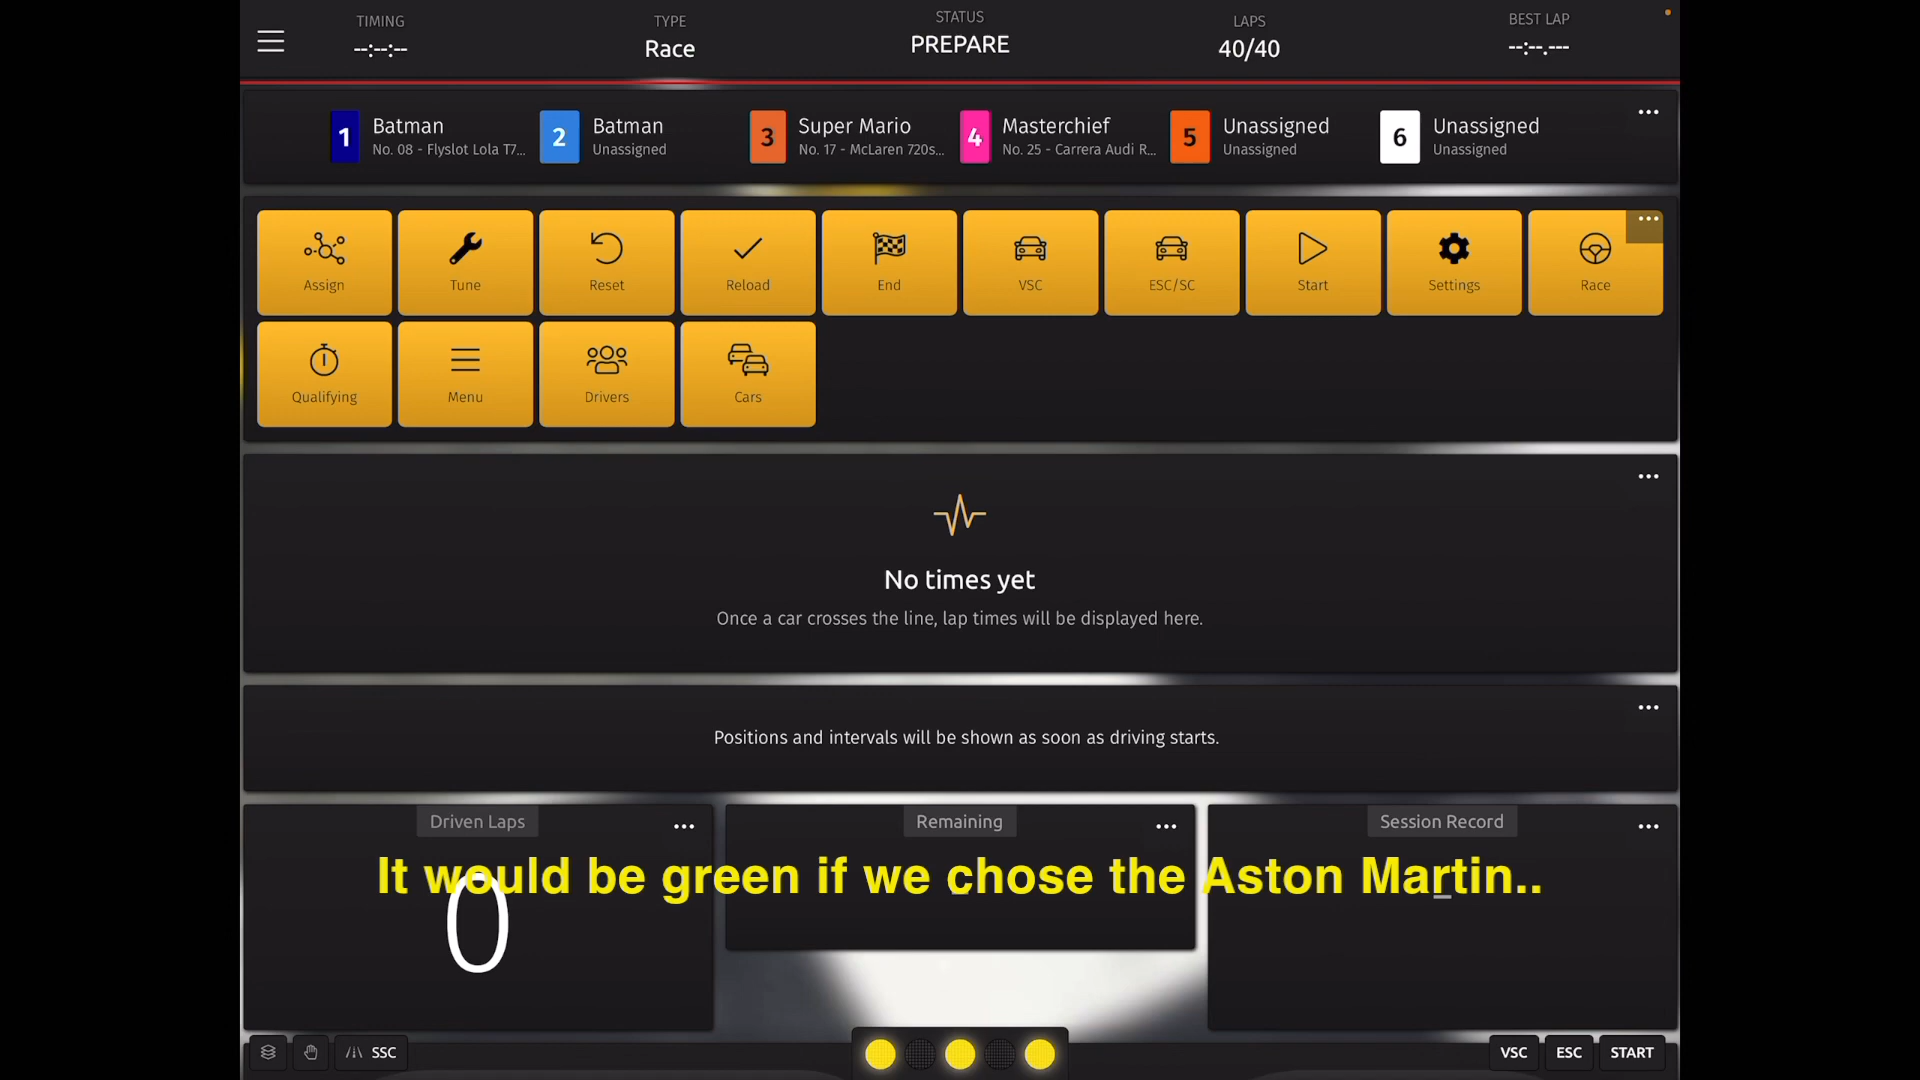 TIMING
--:--:--
TYPE
Race
STATUS
PREPARE
LAPS
40/40
BEST LAP
--:--.---
1
Batman
No. 08 - Flyslot Lola T7...
2
Batman
Unassigned
3
Super Mario
No. 17 - McLaren 720s...
4
Masterchief
No. 25 - Carrera Audi R...
5
Unassigned
Unassigned
6
Unassigned
Unassigned
Assign
Tune
Reset
Reload
End
VSC
ESC/SC
Start
Settings
Race
Qualifying
Menu
Drivers
Cars
No times yet
Once a car crosses the line, lap times will be displayed here.
Positions and intervals will be shown as soon as driving starts.
Driven Laps
Remaining
Session Record
It would be green if we chose the Aston Martin..
0
SSC
VSC
ESC
START